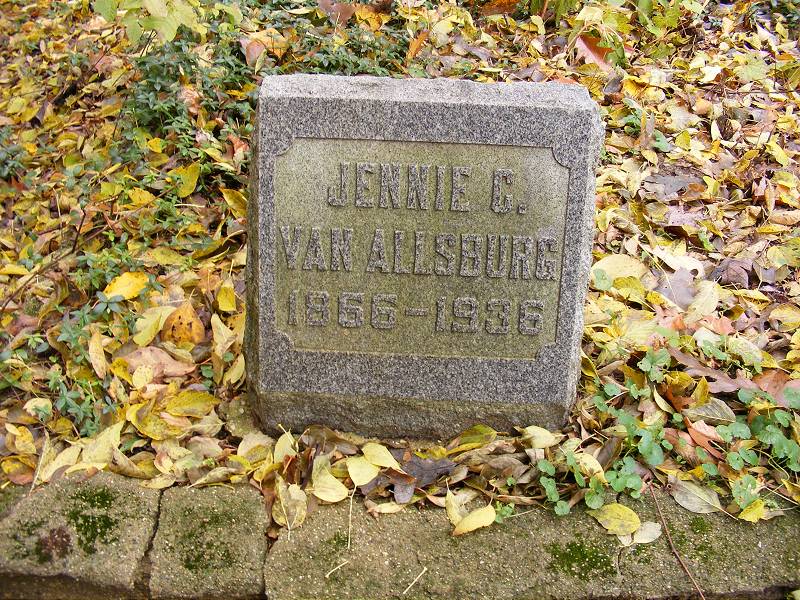 JENNIE C.
VAN ALLSBURG
1866-1936